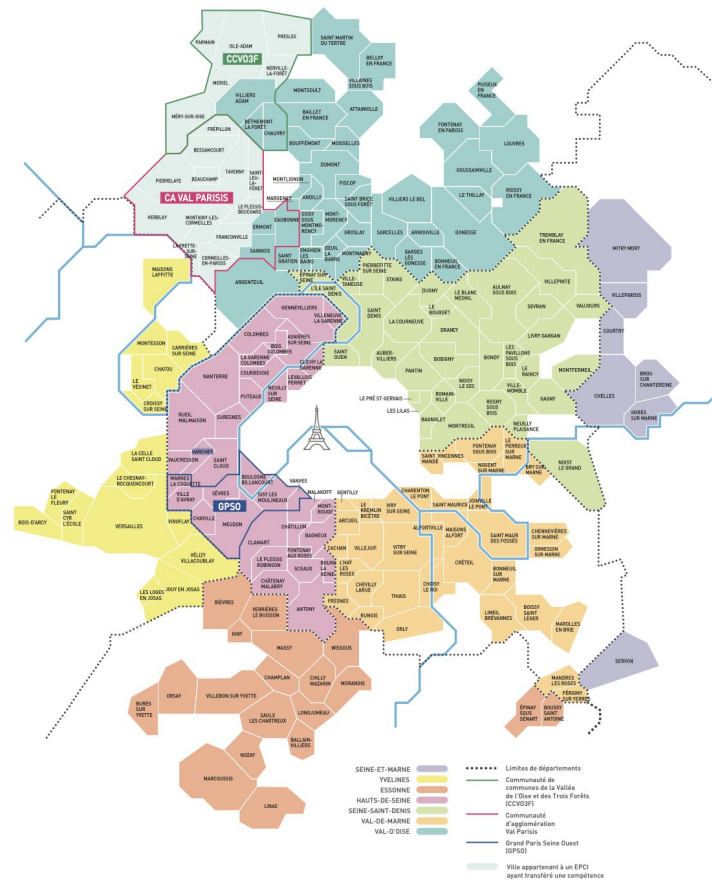 PARMAIN
ISLE-ADAM
PRESLES
CCVO3F
NERVILLE-
LA-FORÊT
MERIEL
VILLIERS
ADAM
MÉRY-SUR-OISE
BÉTHEMONT
LA FORÊT
CHAUVRY
SAINT MARTIN
DU TERTRE
BELLOY
EN FRANCE
VILLAINES
SOUS BOIS
MONTSOULT
BAILLET
EN FRANCE
ATTAINVILLE
BOUFFÉMONT
MOISSELLES
DOMONT
PISCOP
PUISEUX
EN FRANCE
FONTENAY
EN PARISIS
LOUVRES
GOUSSAINVILLE
LE THILLAY
ROISSY
EN FRANCE
VILLIERS LE BEL
FRÉPILLON
BESSANCOURT
TAVERNY
PIERRELAYE
BEAUCHAMP
SAINT-
LEU-LA
FORÊT
MONTLIGNON
MARGENCY
CA VAL PARISIS
LE PLESSIS-
BOUCHARD
HERBLAY
MONTIGNY-LES-
CORMEILLES
FRANCONVILLE
ERMONT
EAUBONNE
LA FRETTE-
SUR-
SEINE
CORMEILLES-
EN-PARISIS
SANNOIS
SAINT
GRATIEN
ANDILLY
SOISY
SOUS
MONTMO-
RENCY
MONT-
MORENCY
SAINT BRICE
SOUS FORÊT
GROSLAY
SARCELLES
ARNOUVILLE
GONESSE
ENGHIEN
LES
BAINS
DEUIL
LA
BARRE
MONTMAGNY
GARGES
LÈS
GONESSE
BONNEUIL
EN FRANCE
ARGENTEUIL
MAISONS
LAFFITTE
MONTESSON
CARRIÈRES
SUR SEINE
CHATOU
LE
VÉSINET
CROISSY
SUR SEINE
ÉPINAY SUR
SEINE
L'ÎLE SAINT
DENIS
PIERREFITTE
SUR SEINE
VILLE-
TANEUSE
STAINS
DUGNY
SAINT
DENIS
LA COURNEUVE
LE
BOURGET
LE BLANC
MESNIL
AULNAY
SOUS BOIS
TREMBLAY
EN FRANCE
VILLEPINTE
SEVRAN
VAUJOURS
LIVRY GARGAN
DRANCY
AUBER-
VILLIERS
SAINT
OUEN
BOBIGNY
BONDY
LES
PAVILLONS
SOUS BOIS
LE
RAINCY
MONTFERMEIL
PANTIN
NOISY
LE SEC
VILLE-
MOMBLE
GAGNY
LE PRÉ ST-GERVAIS
LES LILAS
ROMAIN-
VILLE
ROSNY
SOUS
BOIS
BAGNOLET
MONTREUIL
NEUILLY
PLAISANCE
NOISY
LE GRAND
MITRY-MORY
VILLEPARISIS
COURTRY
BROU
SUR
CHANTEREINE
CHELLES
VAIRES
SUR MARNE
GENNEVILLIERS
VILLENEUVE
LA GARENNE
COLOMBES
ASNIÈRES
SUR SEINE
BOIS
COLOMBES
LA GARENNE
COLOMBES
CLICHY LA
GARENNE
NANTERRE
COURBEVOIE
LEVALLOIS
PERRET
PUTEAUX
NEUILLY
SUR
SEINE
RUEIL
MALMAISON
SURESNES
GARCHES
SAINT
CLOUD
VAUCRESSON
MARNES
LA COQUETTE
VILLE
D'AVRAY
SÈVRES
BOULOGNE
BILLANCOURT
GPSO
ISSY LES
MOULINEAUX
VANVES
MALAKOFF
CHAVILLE
MEUDON
MONT-
ROUGE
CHÂTILLON
BAGNEUX
CLAMART
FONTENAY
AUX ROSES
LE PLESSIS
ROBINSON
SCEAUX
BOURG
LA
REINE
CHÂTENAY
MALABRY
ANTONY
LA CELLE
SAINT CLOUD
LE CHESNAY-
ROCQUENCOURT
FONTENAY
LE
FLEURY
BOIS-D'ARCY
SAINT
CYR
L'ÉCOLE
VERSAILLES
VIROFLAY
VÉLIZY
VILLACOUBLAY
LES LOGES
EN JOSAS
JOUY EN JOSAS
SAINT
MANDÉ
VINCENNES
FONTENAY
SOUS BOIS
LE
PERREUX
SUR
MARNE
NOGENT
SUR MARNE
BRY SUR
MARNE
GENTILLY
LE
KREMLIN
BICÊTRE
IVRY
SUR SEINE
CHARENTON
LE PONT
SAINT MAURICE
JOINVILLE
LE PONT
ARCUEIL
ALFORTVILLE
MAISONS
ALFORT
SAINT MAUR
DES FOSSÉS
CHENNEVIÈRES
SUR MARNE
ORMESSON
SUR-MARNE
CACHAN
VILLEJUIF
VITRY
SUR SEINE
CRÉTEIL
L'HAŸ
LES
ROSES
CHEVILLY
LARUE
THIAIS
CHOISY
LE ROI
BONNEUIL
SUR
MARNE
FRESNES
RUNGIS
ORLY
LIMEIL
BRÉVANNES
BOISSY
SAINT
LÉGER
MAROLLES
EN BRIE
SERVON
MANDRES
LES ROSES
PÉRIGNY
SUR YERRES
ÉPINAY
SOUS
SÉNART
BOUSSY
SAINT
ANTOINE
BIÈVRES
VERRIÈRES
LE BUISSON
IGNY
MASSY
WISSOUS
CHAMPLAN
CHILLY
MAZARIN
MORANGIS
ORSAY
VILLEBON SUR YVETTE
BURES
SUR
YVETTE
SAULX
LES CHARTREUX
LONGJUMEAU
BALLAIN-
VILLIERS
NOZAY
MARCOUSSIS
LINAS
SEINE-ET-MARNE
YVELINES
ESSONNE
HAUTS-DE-SEINE
SEINE-SAINT-DENIS
VAL-DE-MARNE
VAL-D'OISE
Limites de départements
Communauté de
communes de la Vallée
de l'Oise et des Trois Forêts
(CCVO3F)
Communauté
d'agglomération
Val Parisis
Grand Paris Seine Ouest
(GPSO)
Ville appartenant à un EPCI
ayant transféré une compétence